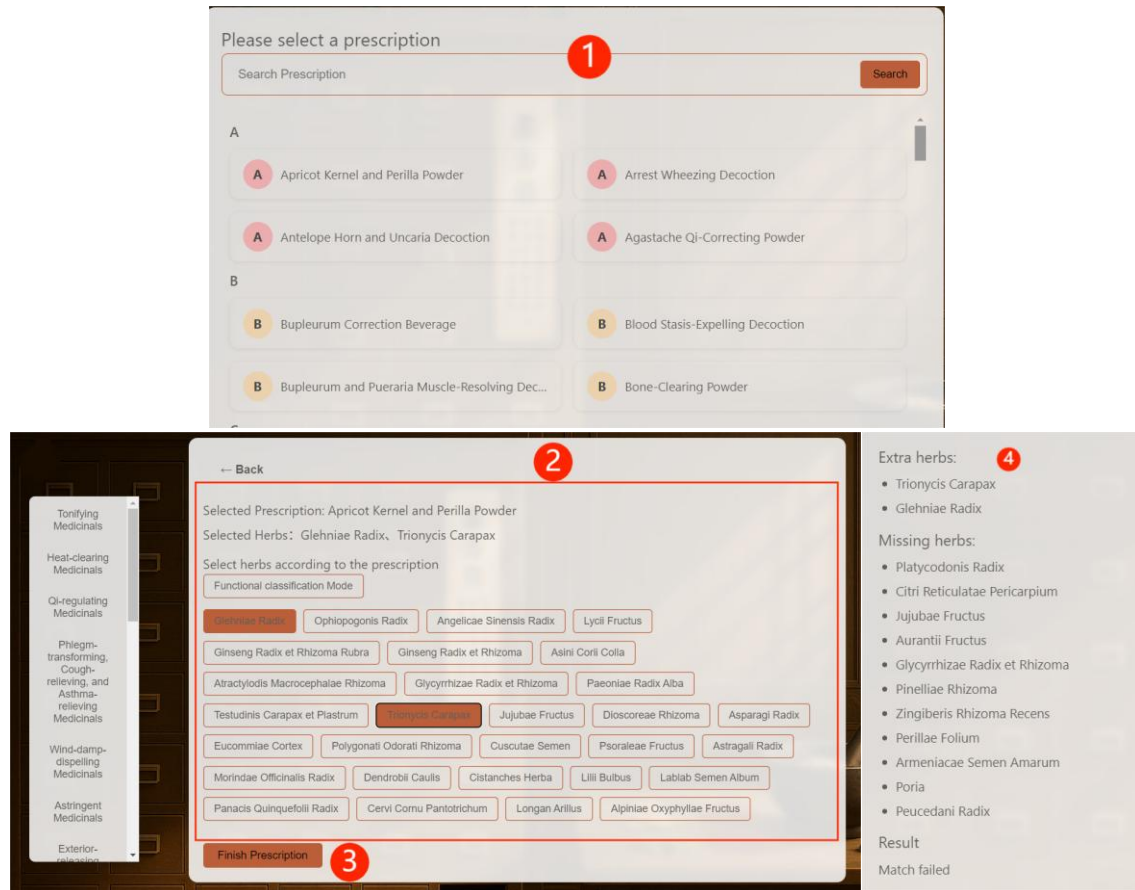 Please select a prescription
1
Search Prescription
Search
A
A Apricot Kernel and Perilla Powder
A Arrest Wheezing Decoction
A Antelope Horn and Uncaria Decoction
A Agastache Qi-Correcting Powder
B
B Bupleurum Correction Beverage
B Blood Stasis-Expelling Decoction
B Bupleurum and Pueraria Muscle-Resolving Dec...
B Bone-Clearing Powder
Tonifying
Medicinals
Heat-clearing
Medicinals
Qi-regulating
Medicinals
Phlegm-
transforming,
Cough-
relieving, and
Asthma-
relieving
Medicinals
Wind-damp-
dispelling
Medicinals
Astringent
Medicinals
Exterior-
releasing
← Back
2
Selected Prescription: Apricot Kernel and Perilla Powder
Selected Herbs：Glehniae Radix、Trionycis Carapax
Select herbs according to the prescription
Functional classification Mode
Glehniae Radix Ophiopogonis Radix Angelicae Sinensis Radix Lycii Fructus
Ginseng Radix et Rhizoma Rubra Ginseng Radix et Rhizoma Asini Corii Colla
Atractylodis Macrocephalae Rhizoma Glycyrrhizae Radix et Rhizoma Paeoniae Radix Alba
Testudinis Carapax et Plastrum Trionycis Carapax Jujubae Fructus Dioscoreae Rhizoma Asparagi Radix
Eucommiae Cortex Polygonati Odorati Rhizoma Cuscutae Semen Psoraleae Fructus Astragali Radix
Morindae Officinalis Radix Dendrobii Caulis Cistanches Herba Lilii Bulbus Lablab Semen Album
Panacis Quinquefolii Radix Cervi Cornu Pantotrichum Longan Arillus Alpiniae Oxyphyllae Fructus
Finish Prescription
3
Extra herbs:
4
• Trionycis Carapax
• Glehniae Radix
Missing herbs:
• Platycodonis Radix
• Citri Reticulatae Pericarpium
• Jujubae Fructus
• Aurantii Fructus
• Glycyrrhizae Radix et Rhizoma
• Pinelliae Rhizoma
• Zingiberis Rhizoma Recens
• Perillae Folium
• Armeniacae Semen Amarum
• Poria
• Peucedani Radix
Result
Match failed